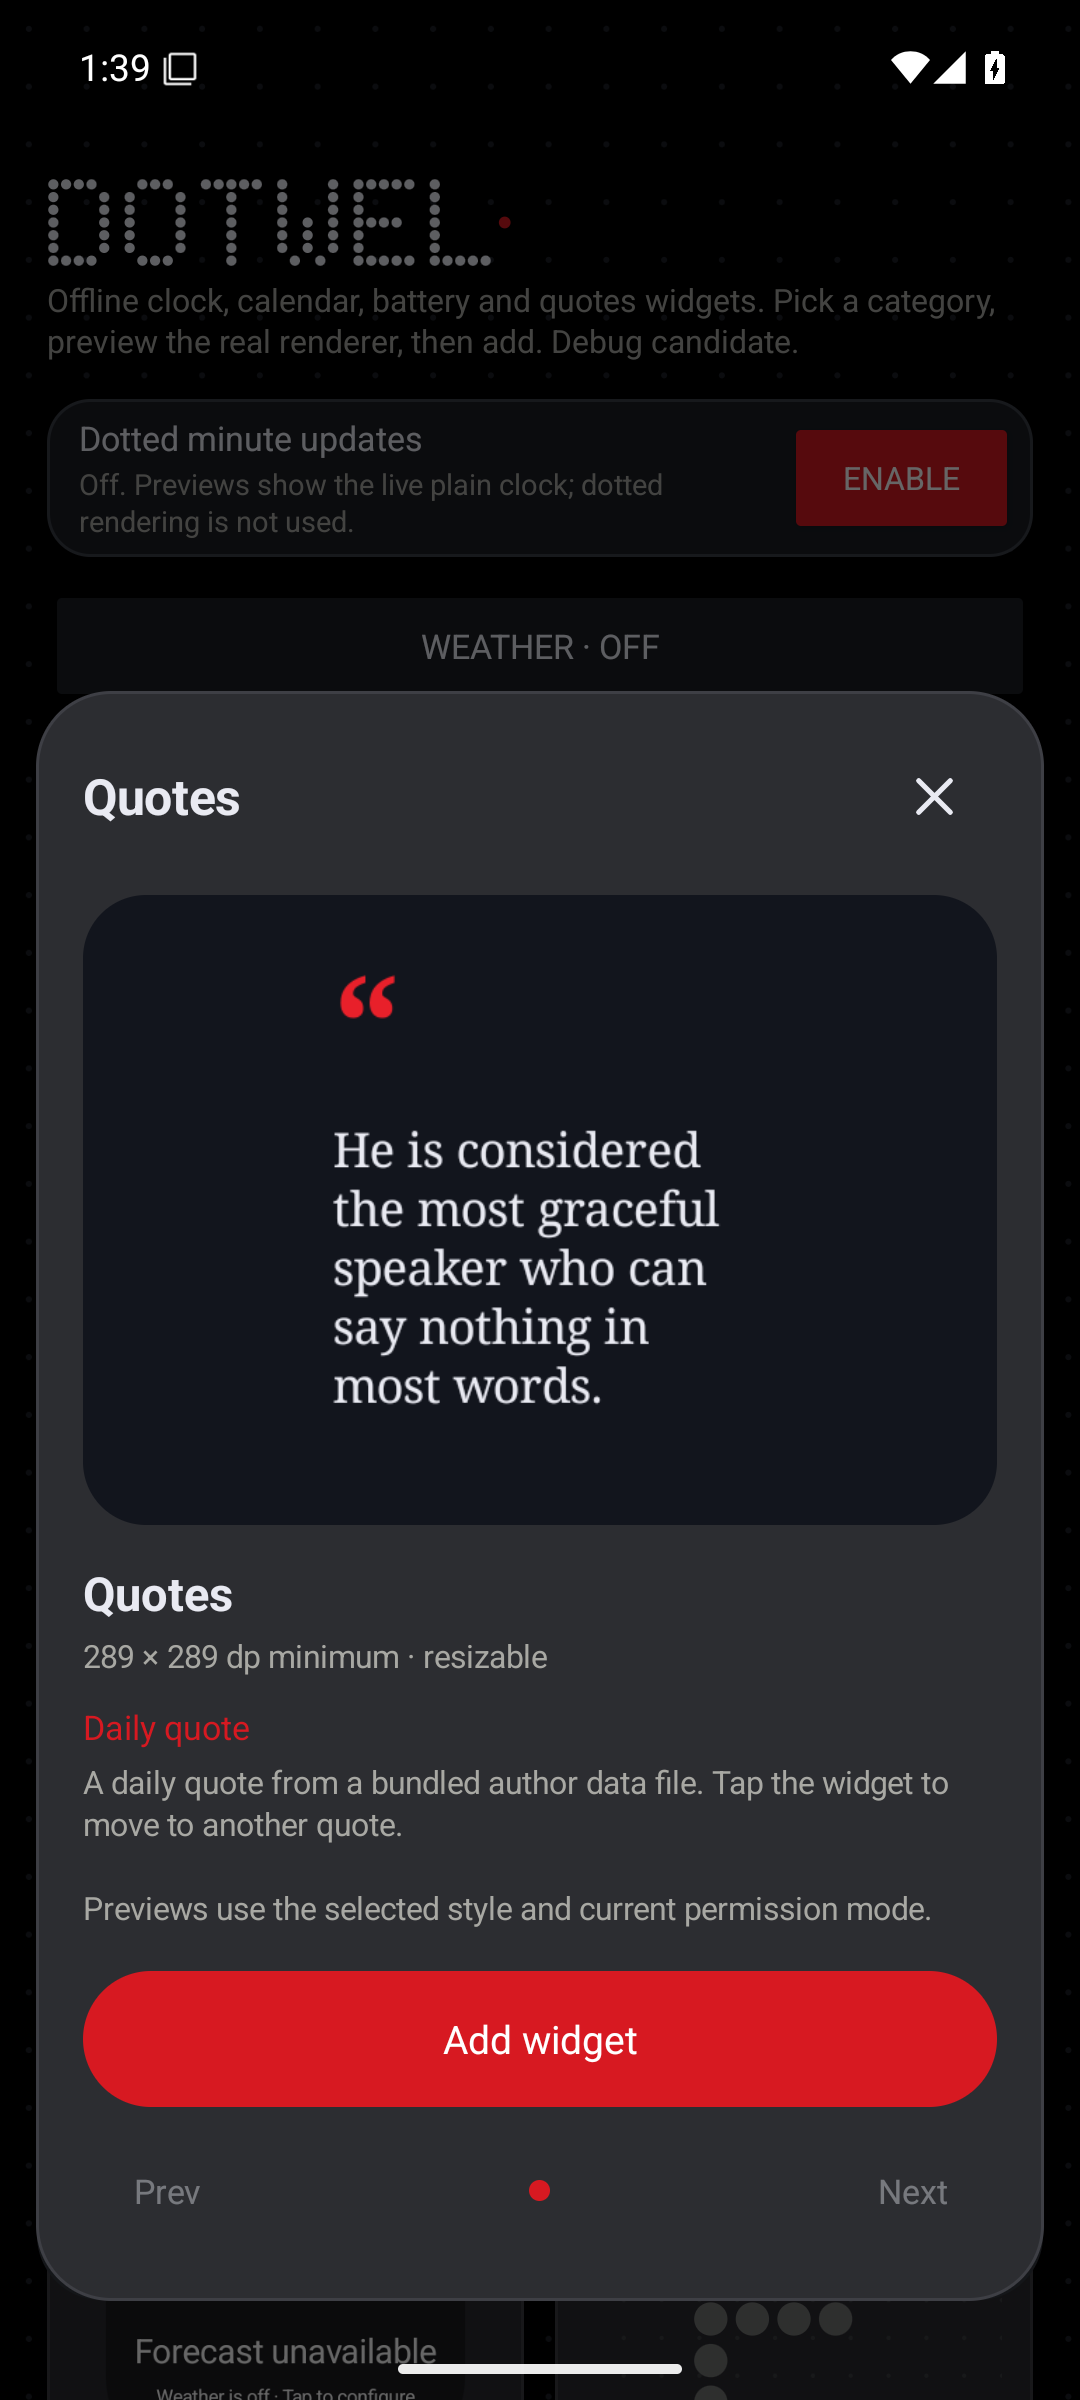 1:39
DOTWEL
Offline clock, calendar, battery and quotes widgets. Pick a category,
preview the real renderer, then add. Debug candidate.
Dotted minute updates
Off. Previews show the live plain clock; dotted
rendering is not used.
ENABLE
WEATHER · OFF
Quotes
“
He is considered
the most graceful
speaker who can
say nothing in
most words.
Quotes
289 × 289 dp minimum · resizable
Daily quote
A daily quote from a bundled author data file. Tap the widget to
move to another quote.
Previews use the selected style and current permission mode.
Add widget
Prev
Next
Forecast unavailable
Weather is off · Tap to configure